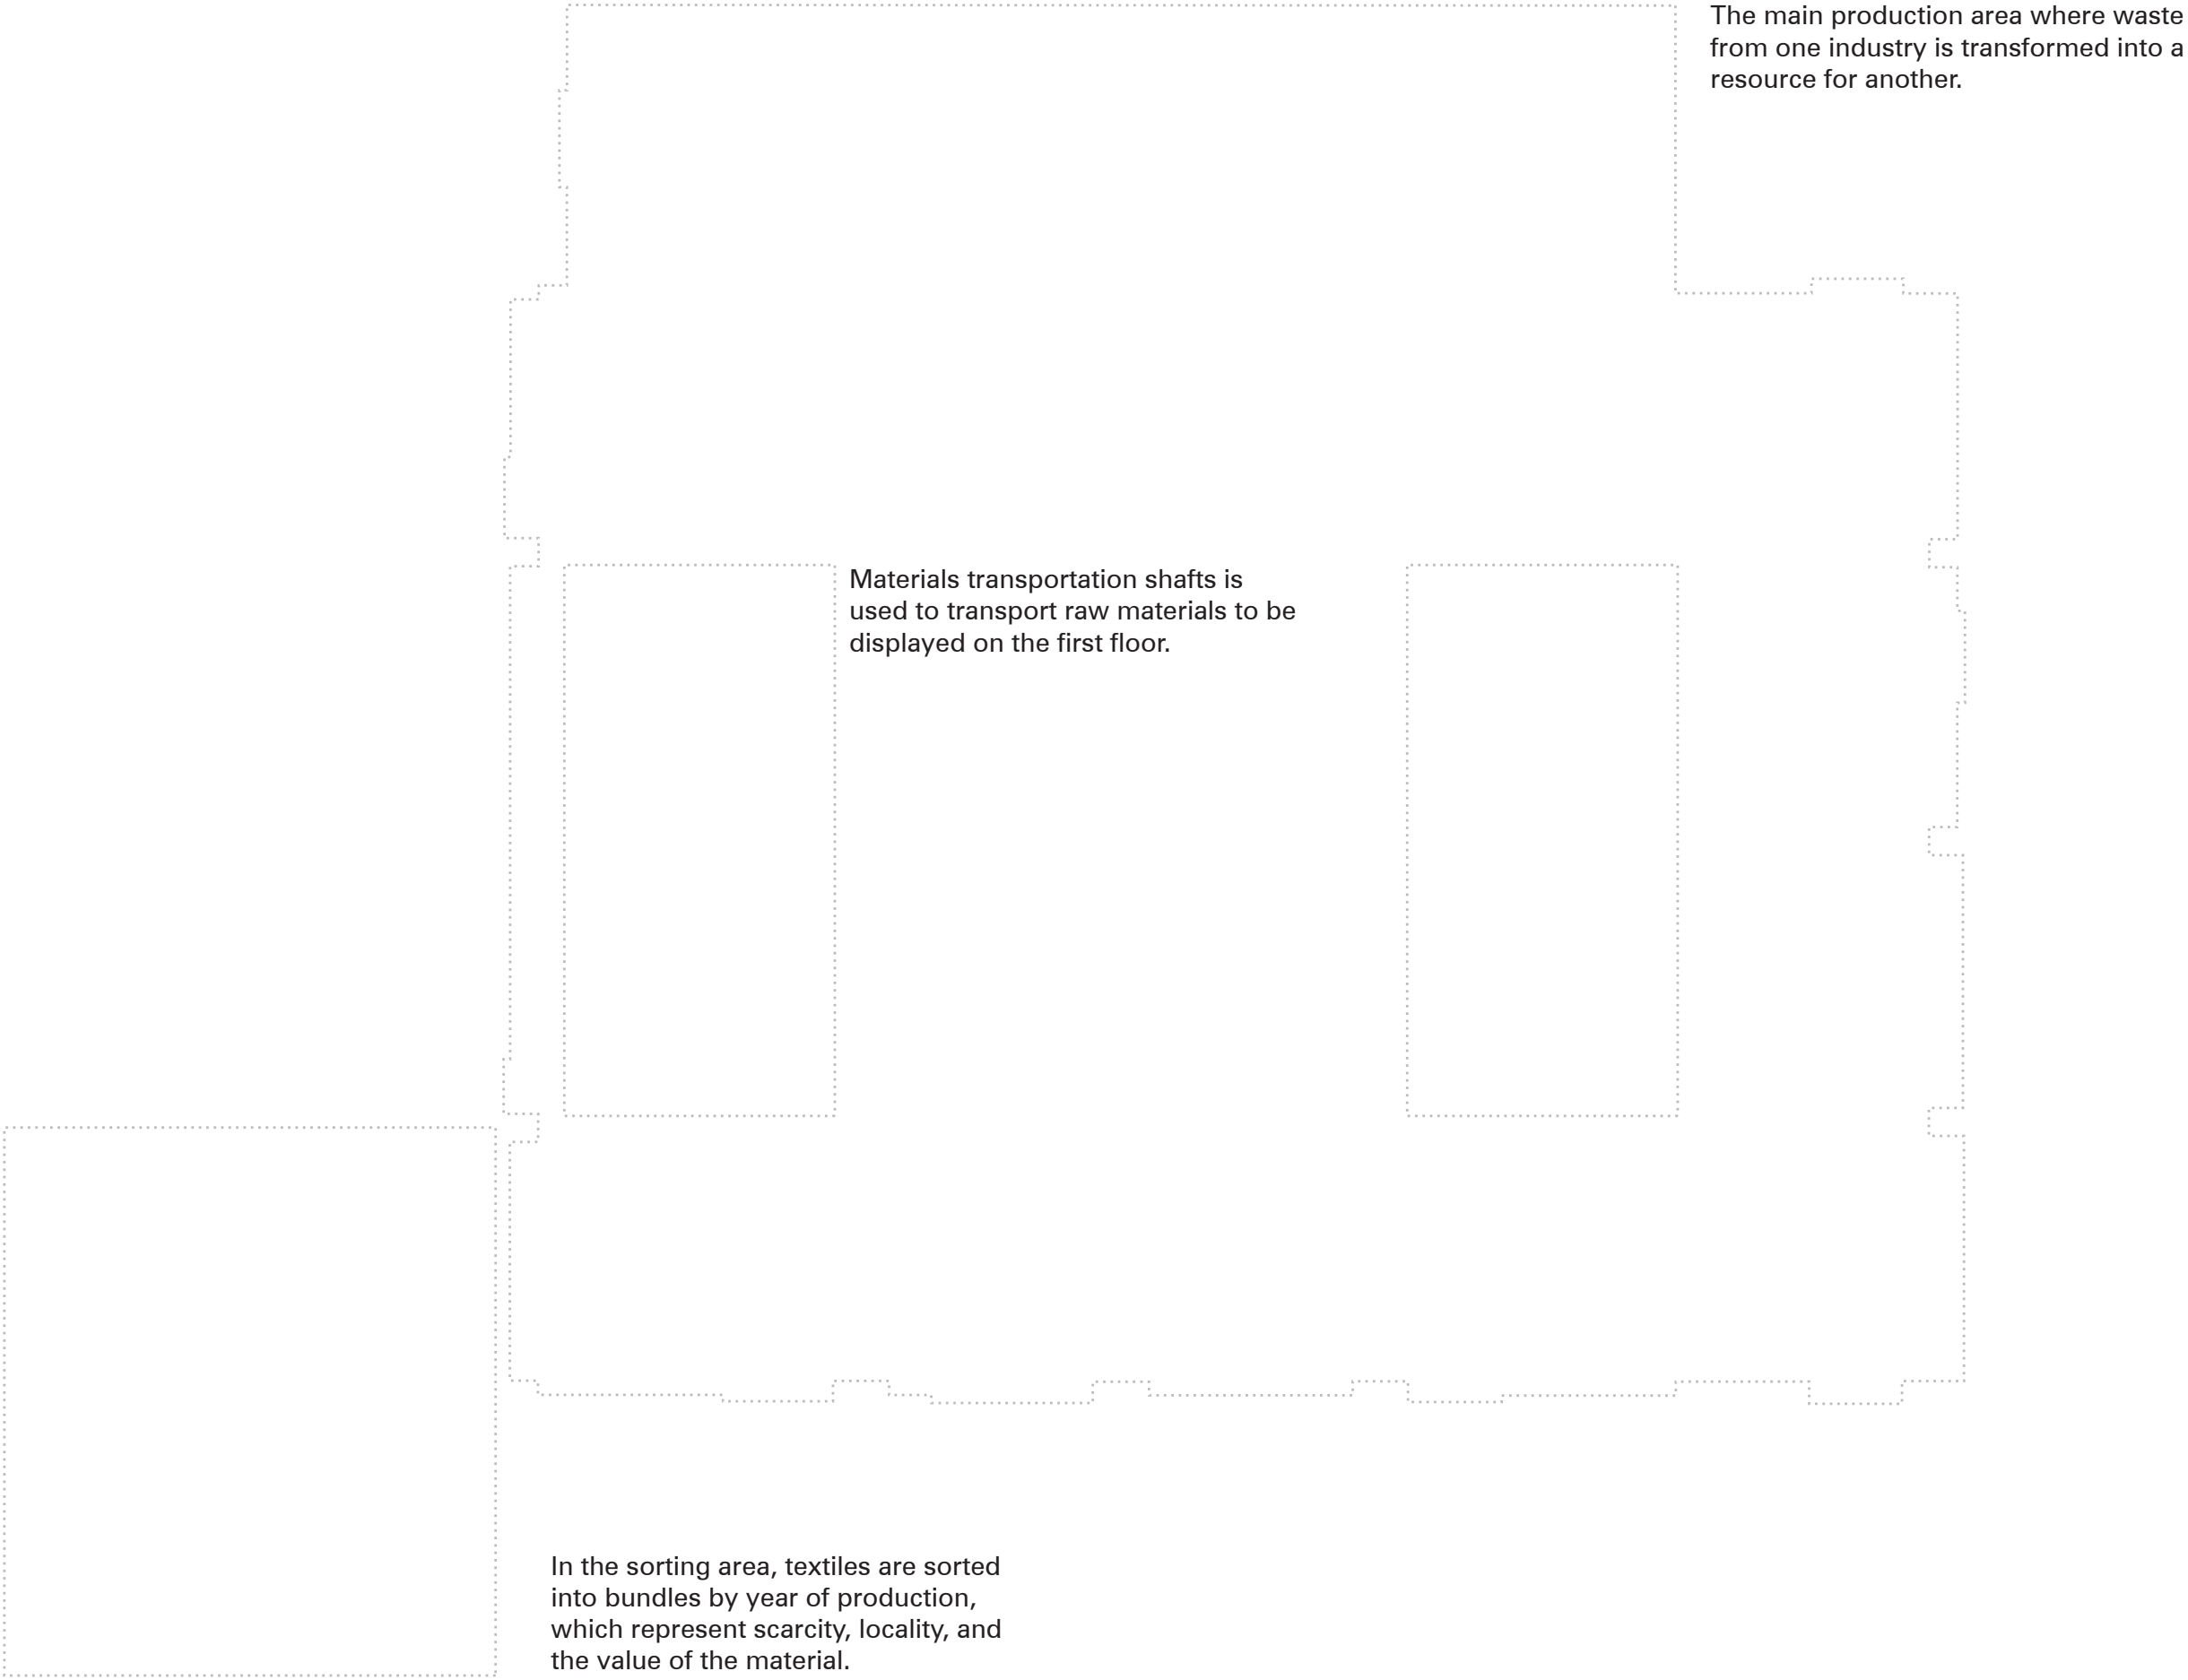 The main production area where waste
from one industry is transformed into a
resource for another.
Materials transportation shafts is
used to transport raw materials to be
displayed on the first floor.
In the sorting area, textiles are sorted
into bundles by year of production,
which represent scarcity, locality, and
the value of the material.